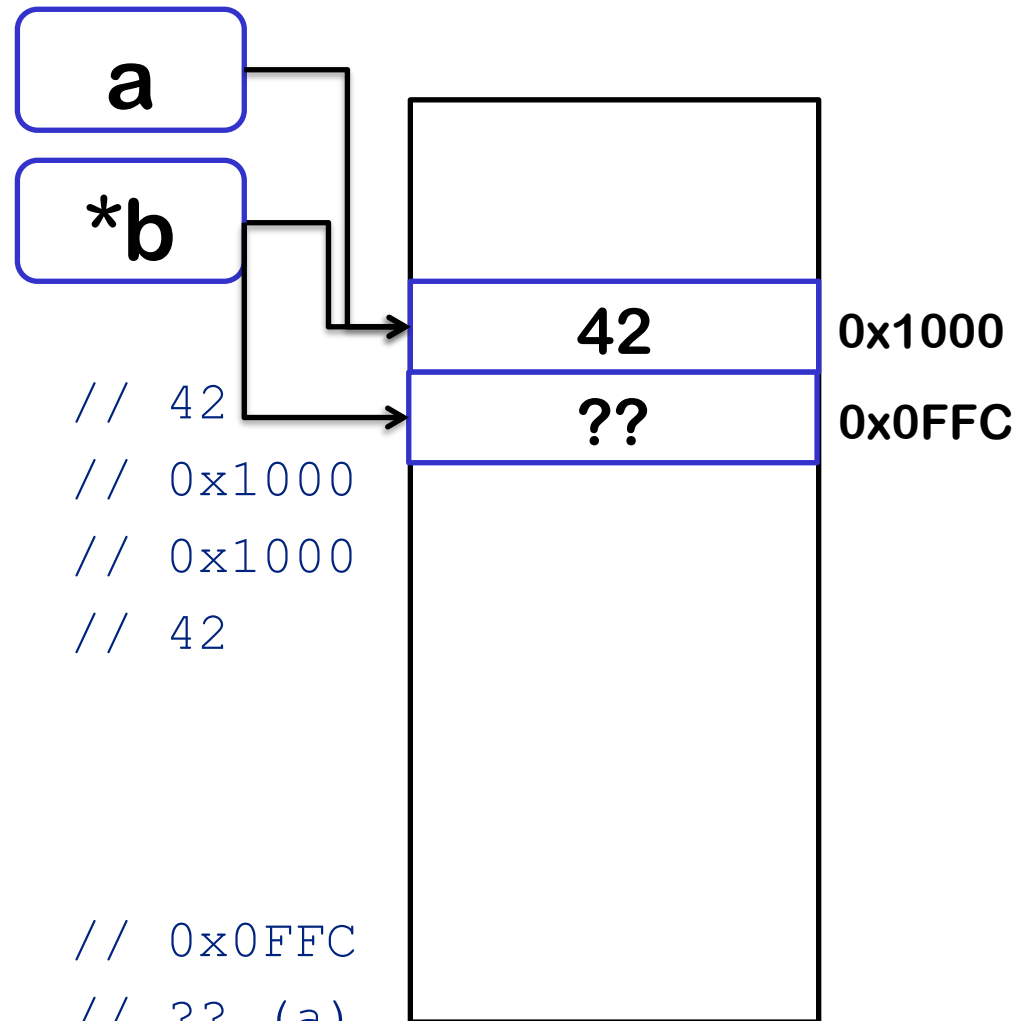 a
*b
42 0x1000
// 42 ?? 0x0FFC
// 0x1000
// 0x1000
// 42
// 0x0FFC
// ?? (a)